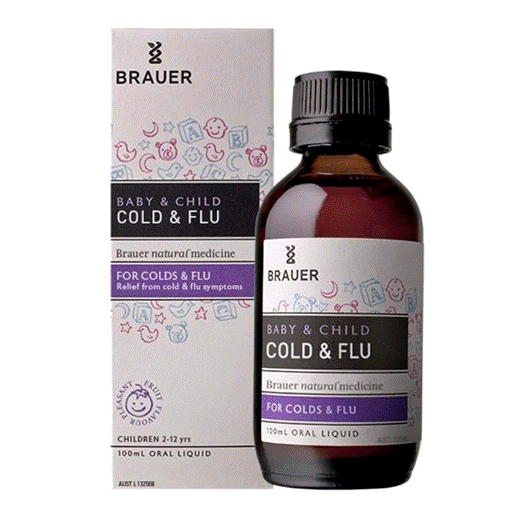 BRAUER
BABY & CHILD
COLD & FLU
Brauer natural medicine
FOR COLDS & FLU
Relief from cold & flu symptoms
PLEASANT FRUIT FLAVOUR
CHILDREN 2-12 yrs
100mL ORAL LIQUID
AUST L 132568
BRAUER
BABY & CHILD
COLD & FLU
Brauer natural medicine
FOR COLDS & FLU
100mL ORAL LIQUID